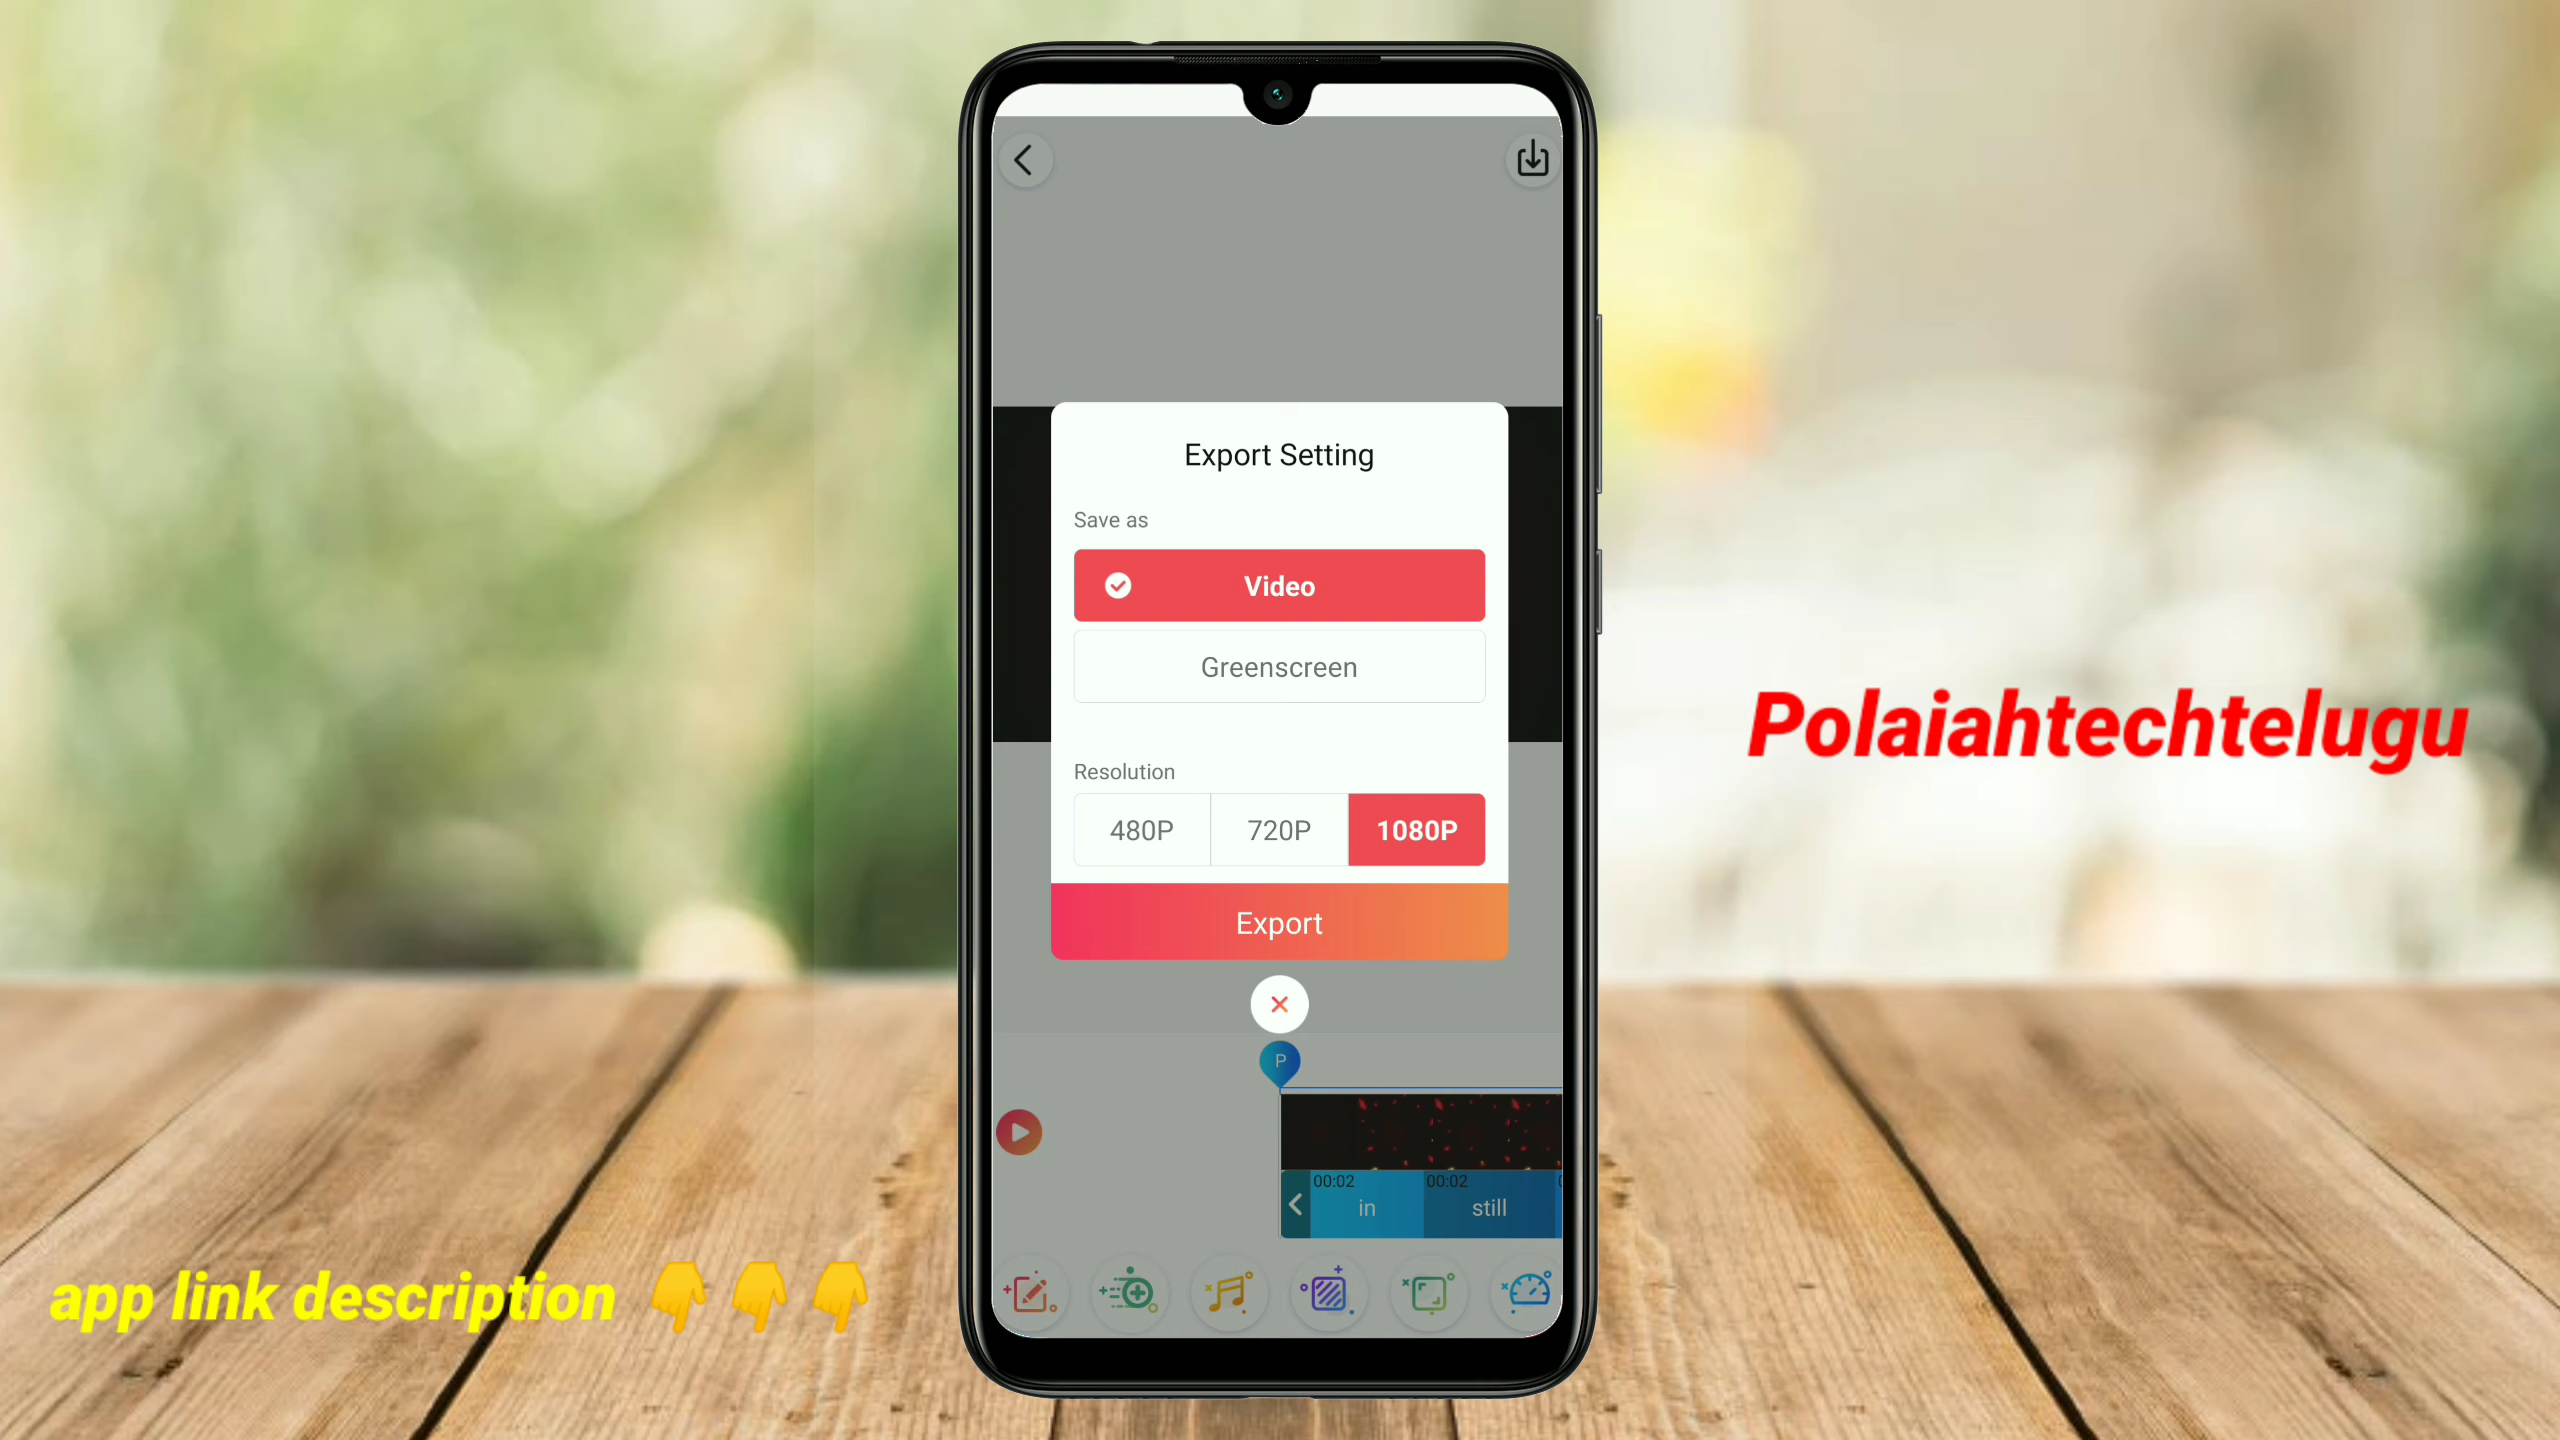 Export Setting
Save as
Video
Greenscreen
Resolution
480P 720P 1080P
Export
P
00:02 00:02
in still
Polaiahtechtelugu
app link description 👇👇👇